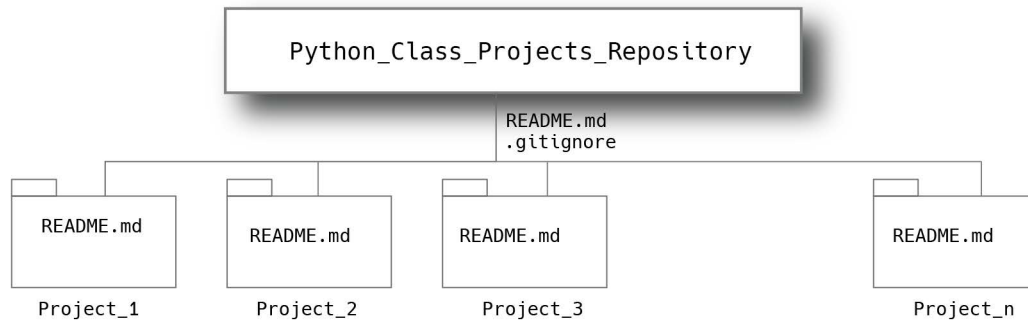 Python_Class_Projects_Repository
README.md
.gitignore
README.md
README.md
README.md
README.md
Project_1
Project_2
Project_3
Project_n